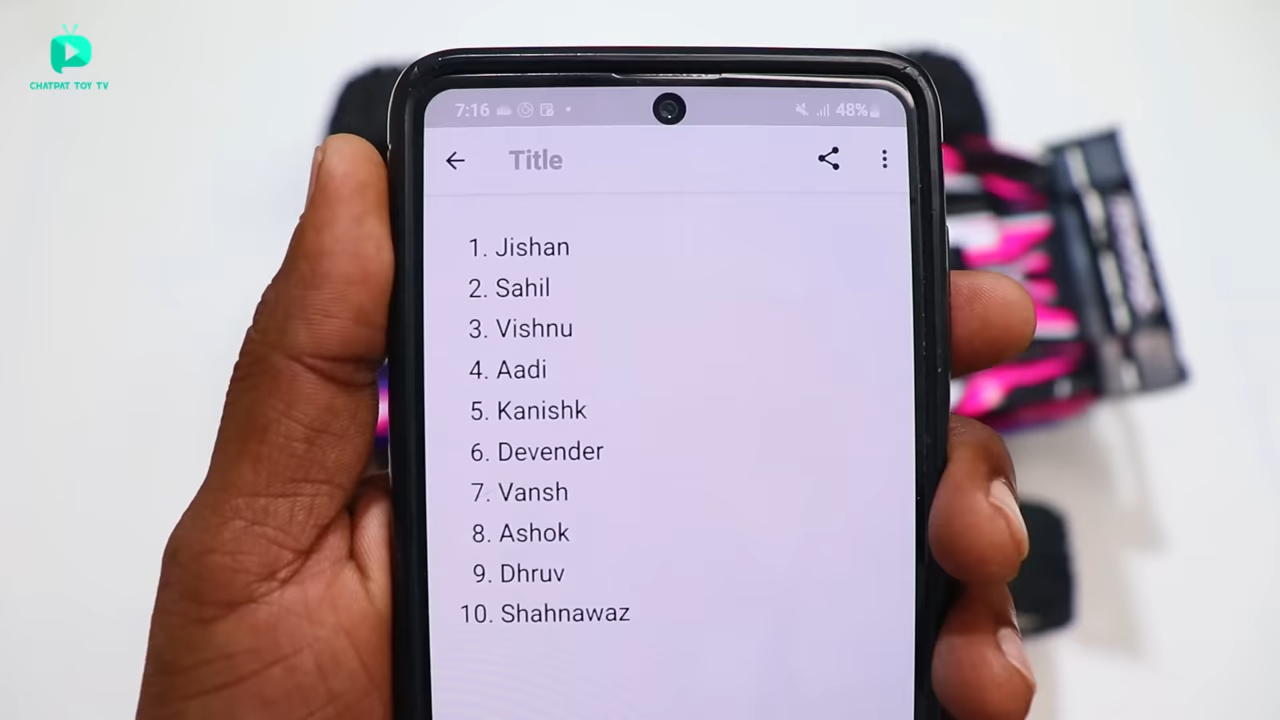 CHATPAT TOY TV
7:16 48%
Title
1. Jishan
2. Sahil
3. Vishnu
4. Aadi
5. Kanishk
6. Devender
7. Vansh
8. Ashok
9. Dhruv
10. Shahnawaz